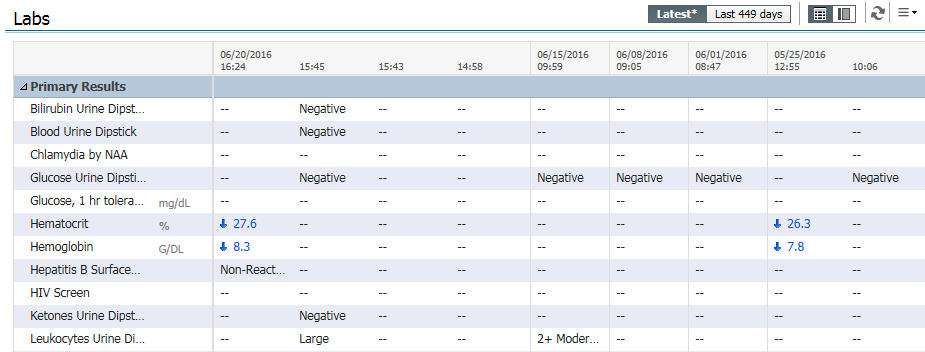 Labs
Latest* Last 449 days
06/20/2016 06/15/2016 06/08/2016 06/01/2016 05/25/2016
16:24 15:45 15:43 14:58 09:59 09:05 08:47 12:55 10:06
Primary Results
Bilirubin Urine Dipst... -- Negative -- -- -- -- -- -- --
Blood Urine Dipstick -- Negative -- -- -- -- -- -- --
Chlamydia by NAA -- -- -- -- -- -- -- -- --
Glucose Urine Dipsti... -- Negative -- -- Negative Negative Negative -- Negative
Glucose, 1 hr tolera... mg/dL -- -- -- -- -- -- -- -- --
Hematocrit % 27.6 -- -- -- -- -- -- 26.3 --
Hemoglobin G/DL 8.3 -- -- -- -- -- -- 7.8 --
Hepatitis B Surface... Non-React... -- -- -- -- -- -- -- --
HIV Screen -- -- -- -- -- -- -- -- --
Ketones Urine Dipst... -- Negative -- -- -- -- -- -- --
Leukocytes Urine Di... -- Large -- -- 2+ Moder... -- -- -- --